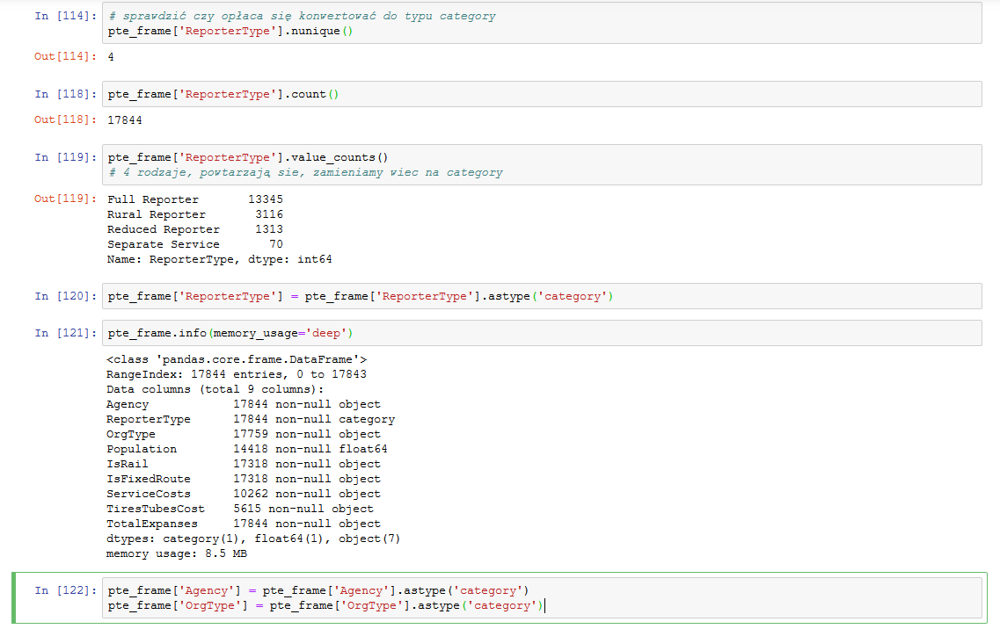 In [114]: # sprawdzić czy opłaca się konwertować do typu category
pte_frame['ReporterType'].nunique()
Out[114]: 4
In [118]: pte_frame['ReporterType'].count()
Out[118]: 17844
In [119]: pte_frame['ReporterType'].value_counts()
# 4 rodzaje, powtarzają sie, zamieniamy wiec na category
Out[119]: Full Reporter 13345
Rural Reporter 3116
Reduced Reporter 1313
Separate Service 70
Name: ReporterType, dtype: int64
In [120]: pte_frame['ReporterType'] = pte_frame['ReporterType'].astype('category')
In [121]: pte_frame.info(memory_usage='deep')
<class 'pandas.core.frame.DataFrame'>
RangeIndex: 17844 entries, 0 to 17843
Data columns (total 9 columns):
Agency 17844 non-null object
ReporterType 17844 non-null category
OrgType 17759 non-null object
Population 14418 non-null float64
IsRail 17318 non-null object
IsFixedRoute 17318 non-null object
ServiceCosts 10262 non-null object
TiresTubesCost 5615 non-null object
TotalExpanses 17844 non-null object
dtypes: category(1), float64(1), object(7)
memory usage: 8.5 MB
In [122]: pte_frame['Agency'] = pte_frame['Agency'].astype('category')
pte_frame['OrgType'] = pte_frame['OrgType'].astype('category')